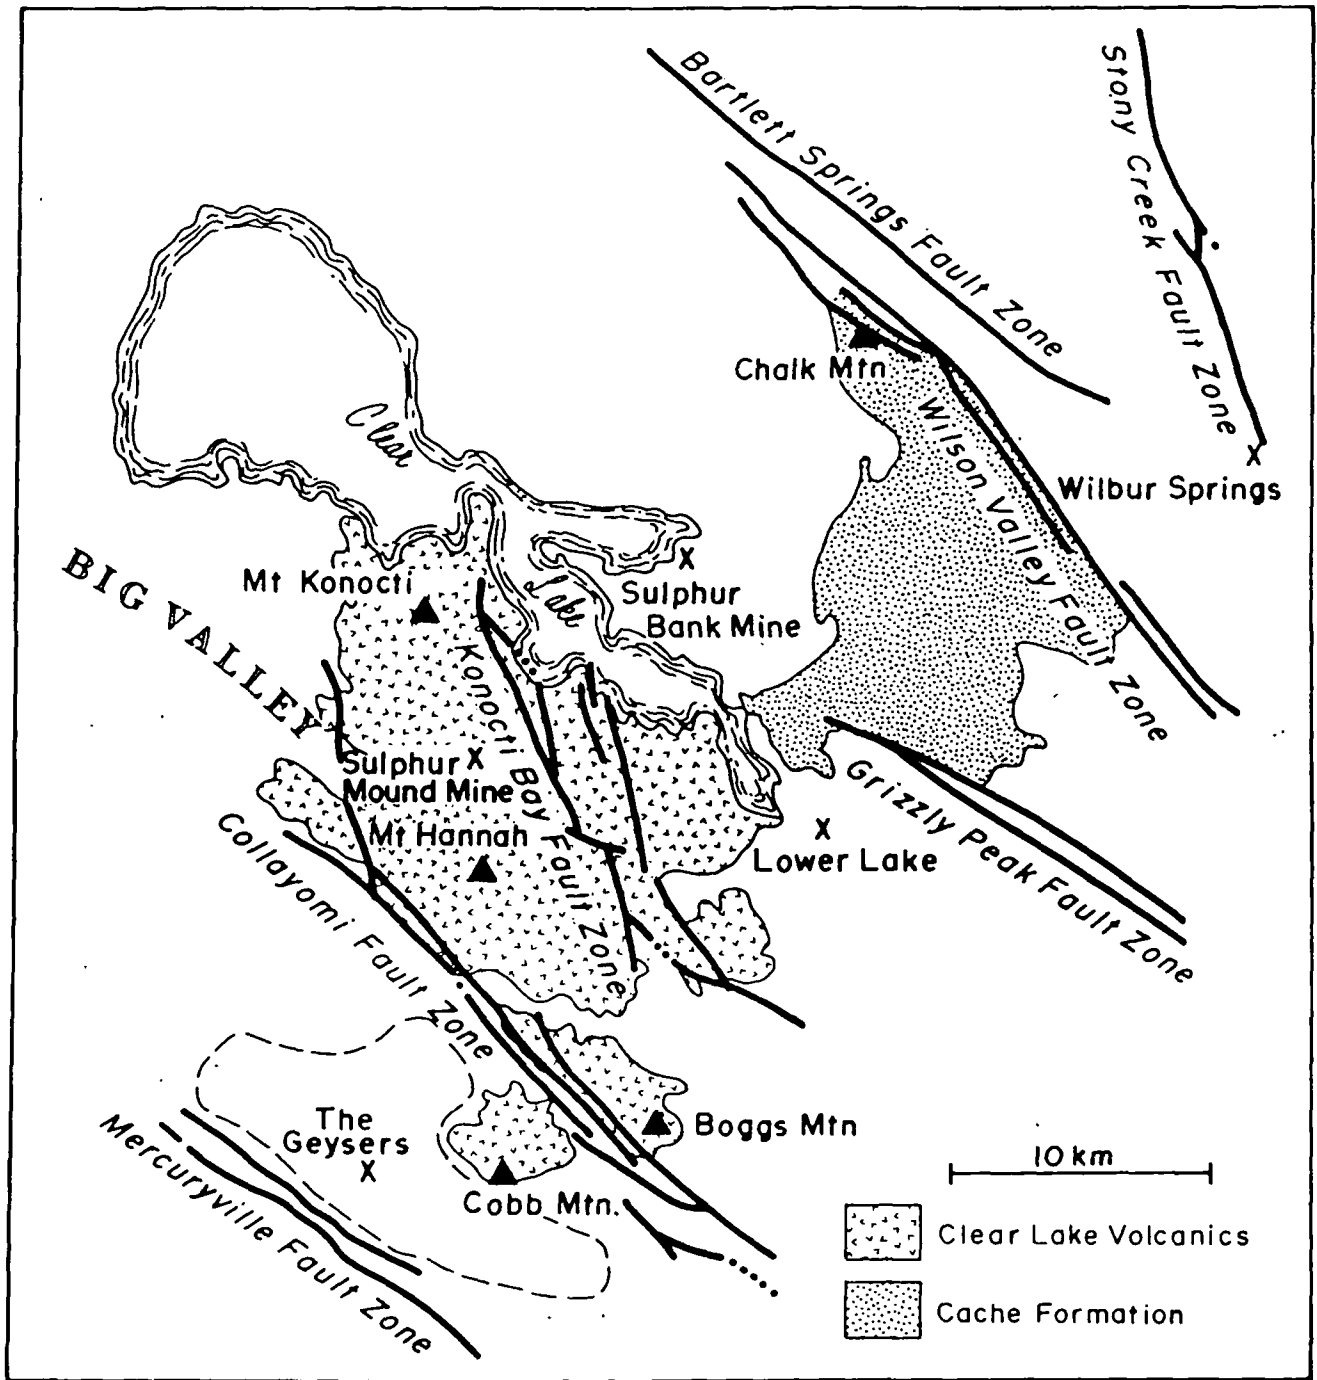 Bartlett Springs Fault Zone
Stony Creek Fault Zone
Chalk Mtn
Wilson Valley Fault Zone
Wilbur Springs
Clear
Lake
BIG VALLEY
Mt Konocti
Sulphur
Bank Mine
Konocti Bay Fault Zone
Sulphur
Mound Mine
Mt Hannah
Lower Lake
Grizzly Peak Fault Zone
Collayomi Fault Zone
The
Geysers
Boggs Mtn
Cobb Mtn.
Mercuryville Fault Zone
10 km
Clear Lake Volcanics
Cache Formation